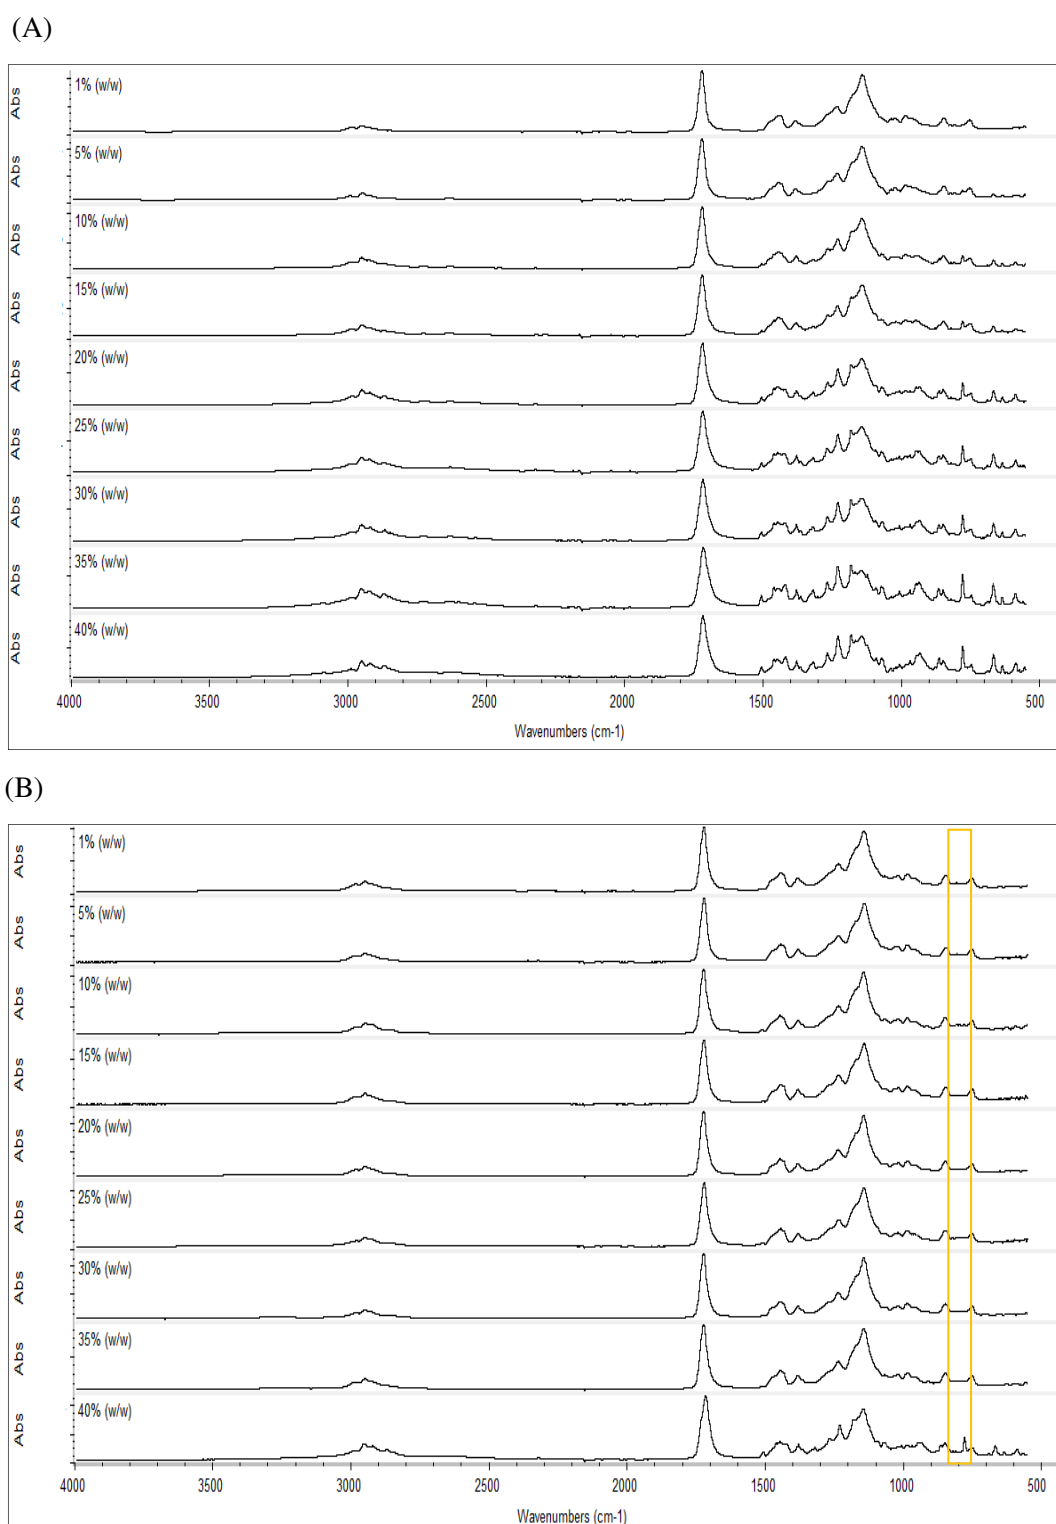 (A)
Abs
1% (w/w)
Abs
5% (w/w)
Abs
10% (w/w)
Abs
15% (w/w)
Abs
20% (w/w)
Abs
25% (w/w)
Abs
30% (w/w)
Abs
35% (w/w)
Abs
40% (w/w)
4000 3500 3000 2500 2000 1500 1000 500
Wavenumbers (cm-1)
(B)
Abs
1% (w/w)
Abs
5% (w/w)
Abs
10% (w/w)
Abs
15% (w/w)
Abs
20% (w/w)
Abs
25% (w/w)
Abs
30% (w/w)
Abs
35% (w/w)
Abs
40% (w/w)
4000 3500 3000 2500 2000 1500 1000 500
Wavenumbers (cm-1)